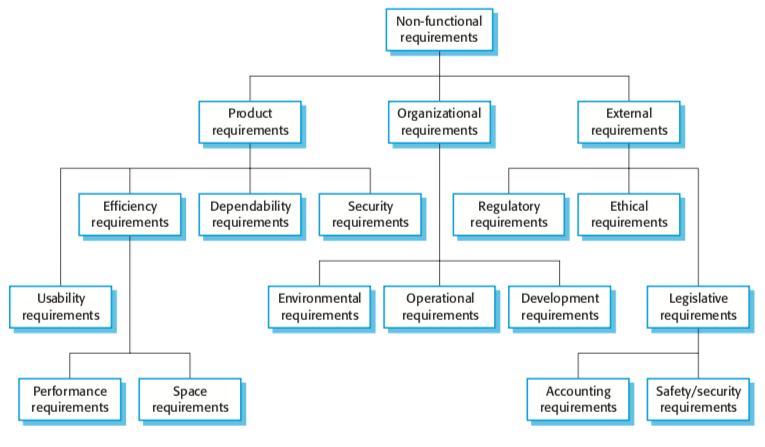 Non-functional
requirements
Product
requirements
Organizational
requirements
External
requirements
Efficiency
requirements
Dependability
requirements
Security
requirements
Regulatory
requirements
Ethical
requirements
Usability
requirements
Environmental
requirements
Operational
requirements
Development
requirements
Legislative
requirements
Performance
requirements
Space
requirements
Accounting
requirements
Safety/security
requirements